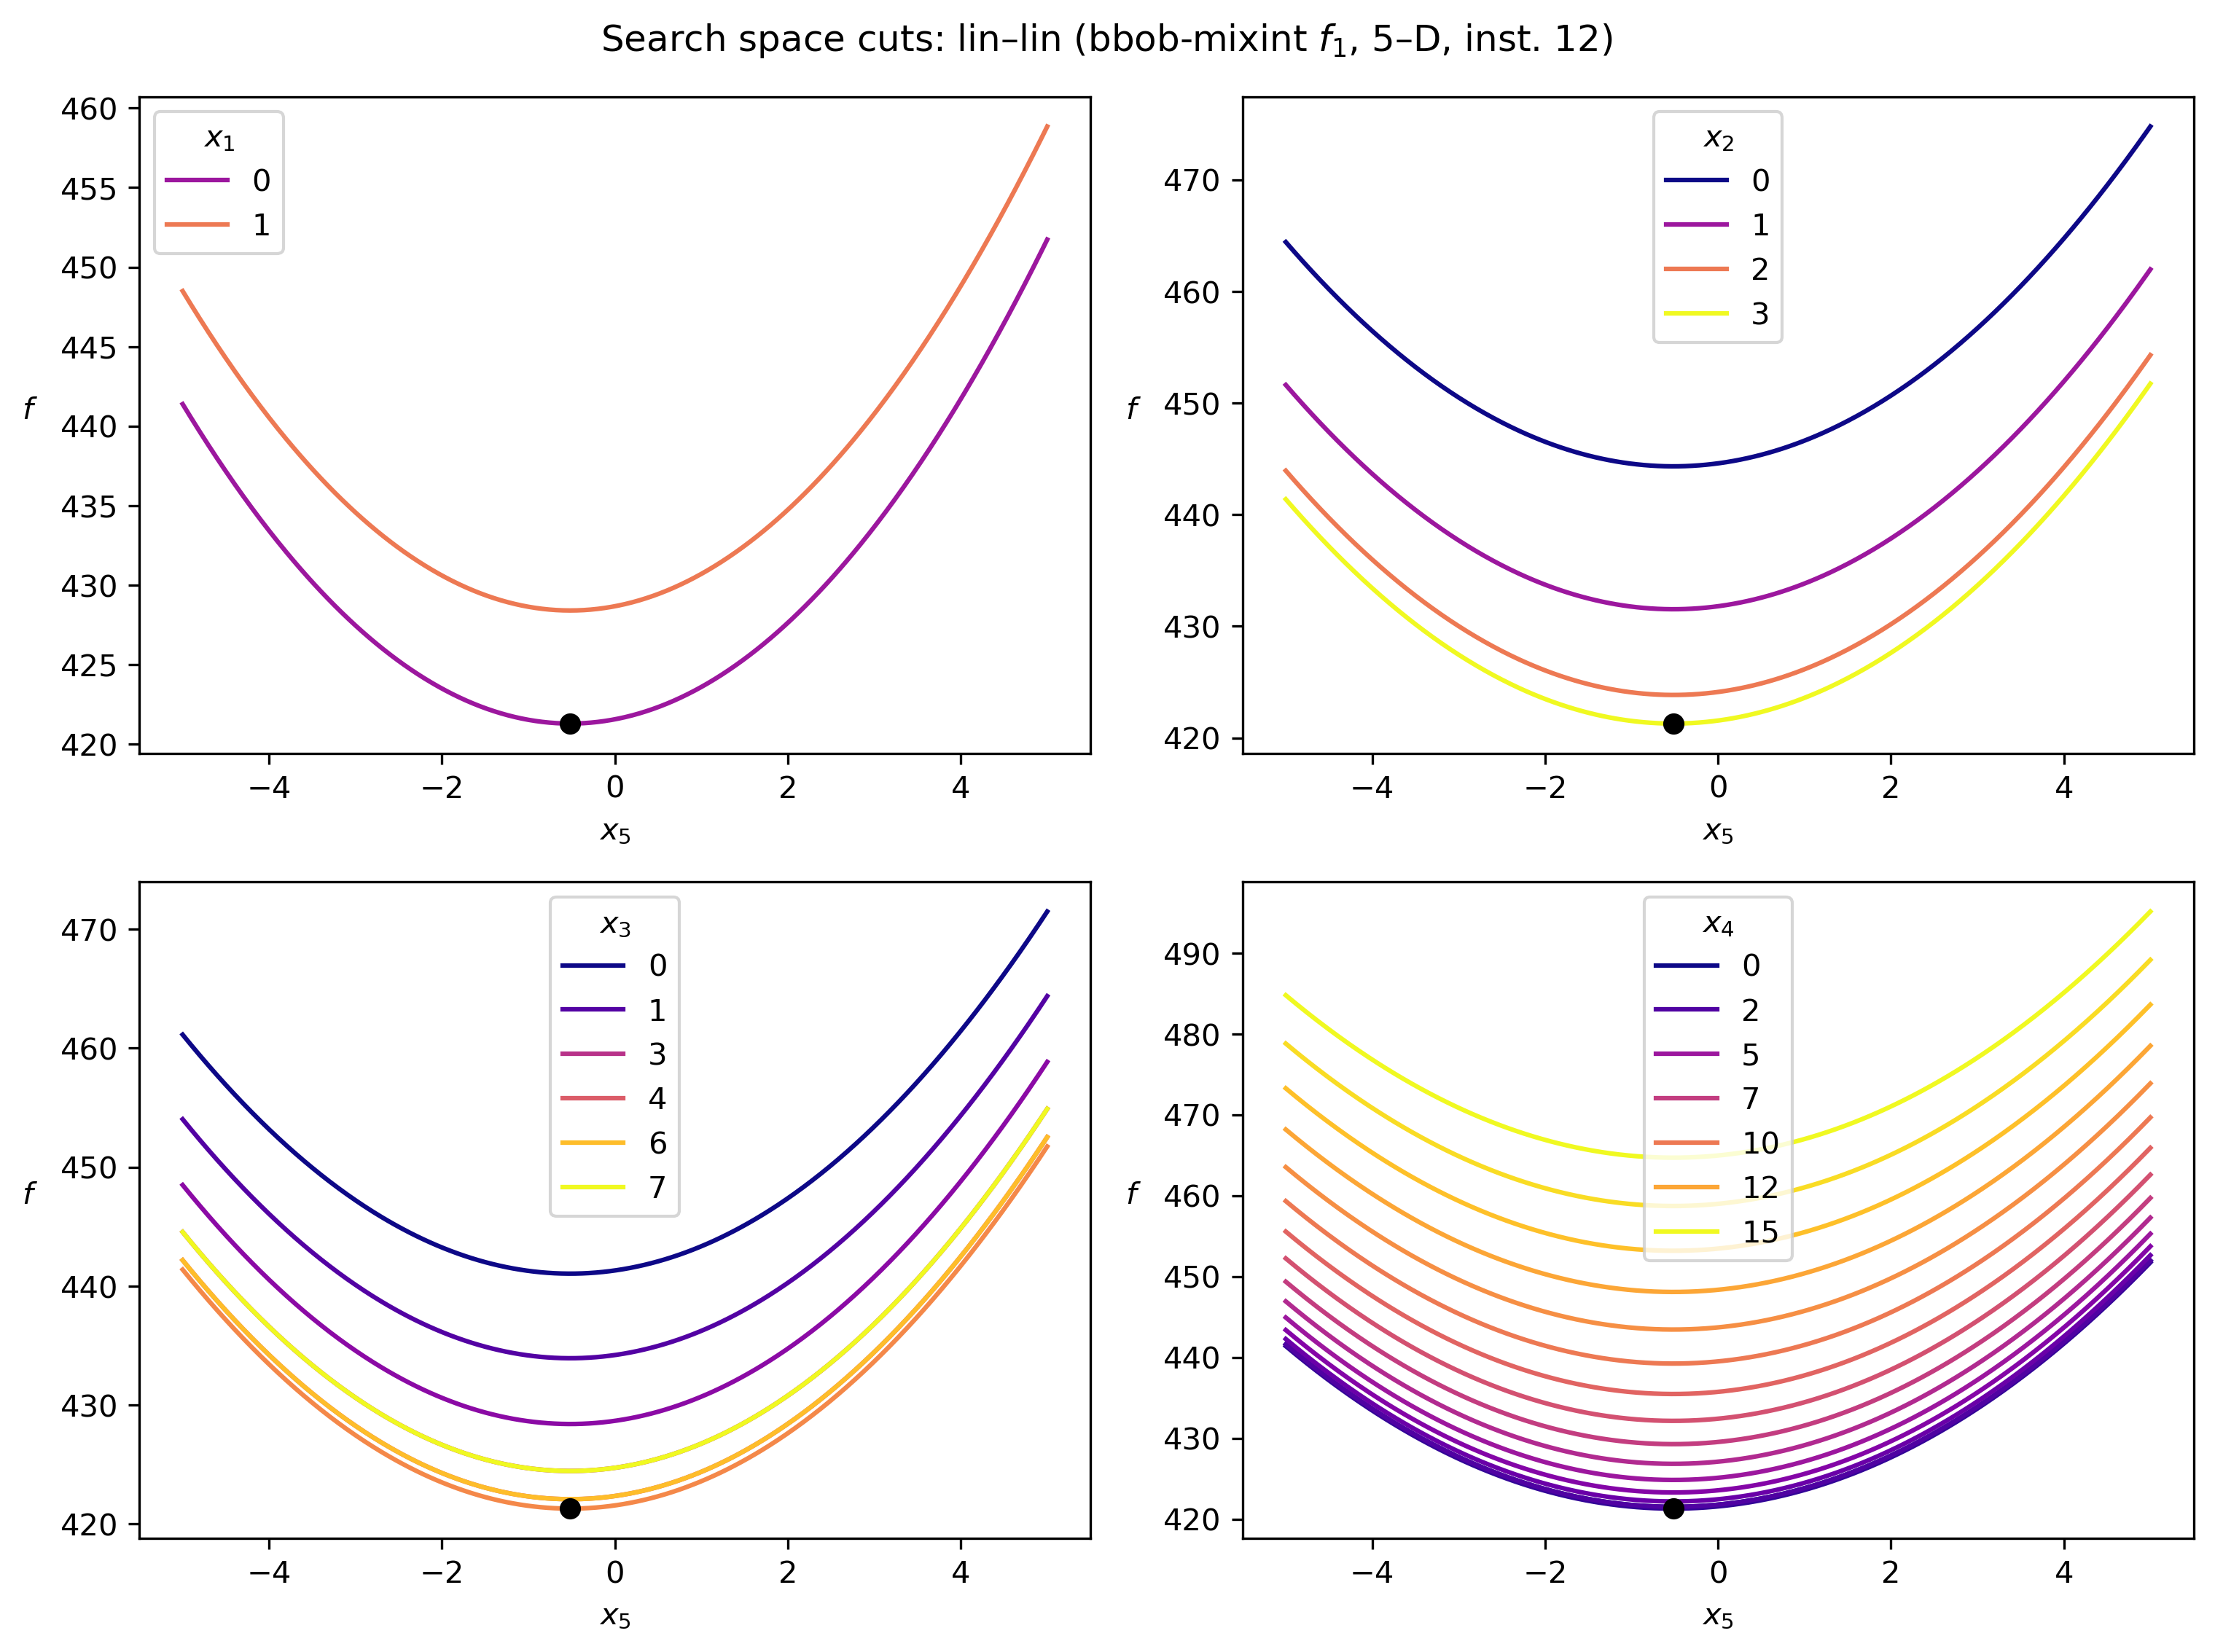 Search space cuts: lin–lin (bbob-mixint f₁, 5–D, inst. 12)
460
455
450
445
440
435
430
425
420
f
x₁
0
1
−4 −2 0 2 4
x₅
470
460
450
440
430
420
f
x₂
0
1
2
3
−4 −2 0 2 4
x₅
470
460
450
440
430
420
f
x₃
0
1
3
4
6
7
−4 −2 0 2 4
x₅
490
480
470
460
450
440
430
420
f
x₄
0
2
5
7
10
12
15
−4 −2 0 2 4
x₅